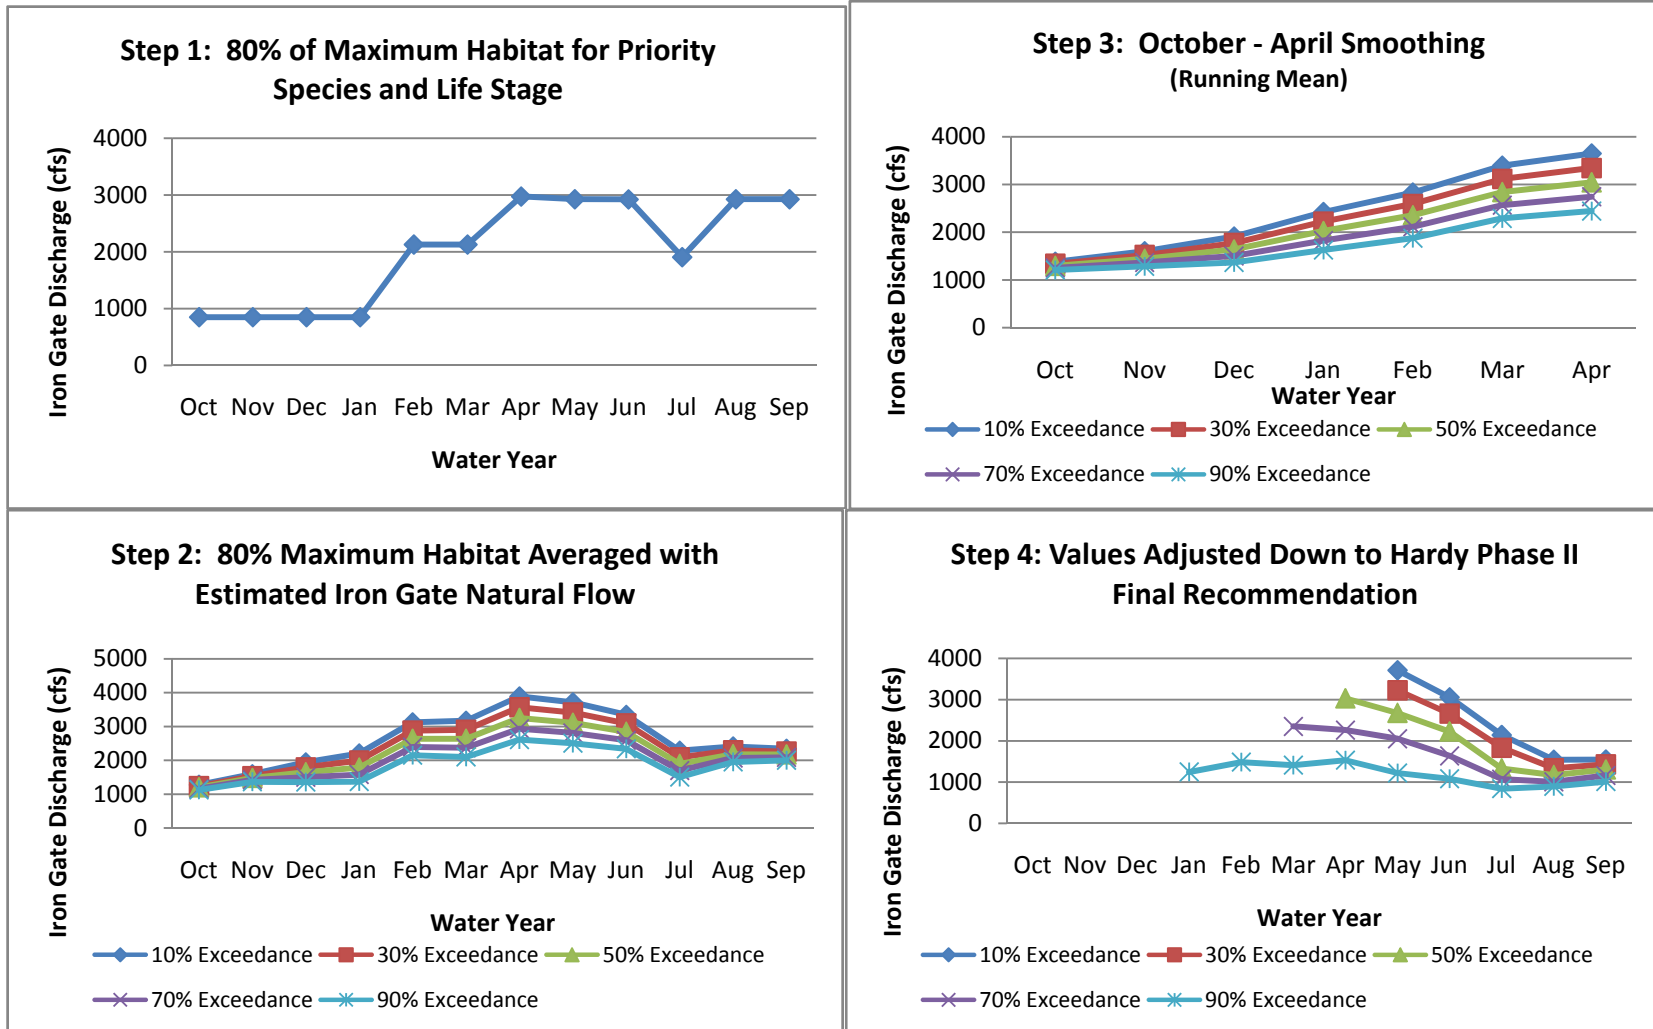 Step 1: 80% of Maximum Habitat for Priority
Species and Life Stage
Iron Gate Discharge (cfs)
4000
3000
2000
1000
0
Oct Nov Dec Jan Feb Mar Apr May Jun Jul Aug Sep
Water Year
Step 3: October - April Smoothing
(Running Mean)
Iron Gate Discharge (cfs)
4000
3000
2000
1000
0
Oct Nov Dec Jan Feb Mar Apr
Water Year
10% Exceedance 30% Exceedance 50% Exceedance
70% Exceedance 90% Exceedance
Step 2: 80% Maximum Habitat Averaged with
Estimated Iron Gate Natural Flow
Iron Gate Discharge (cfs)
5000
4000
3000
2000
1000
0
Oct Nov Dec Jan Feb Mar Apr May Jun Jul Aug Sep
Water Year
10% Exceedance 30% Exceedance 50% Exceedance
70% Exceedance 90% Exceedance
Step 4: Values Adjusted Down to Hardy Phase II
Final Recommendation
Iron Gate Discharge (cfs)
4000
3000
2000
1000
0
Oct Nov Dec Jan Feb Mar Apr May Jun Jul Aug Sep
Water Year
10% Exceedance 30% Exceedance 50% Exceedance
70% Exceedance 90% Exceedance